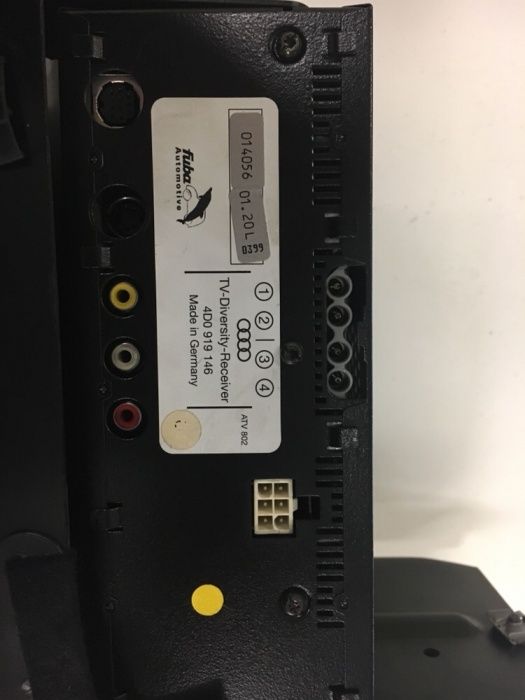 014056 01.20L
0399
fuba
Automotive
1 2 3 4
TV-Diversity-Receiver
4D0 919 146
Made in Germany
ATV 802